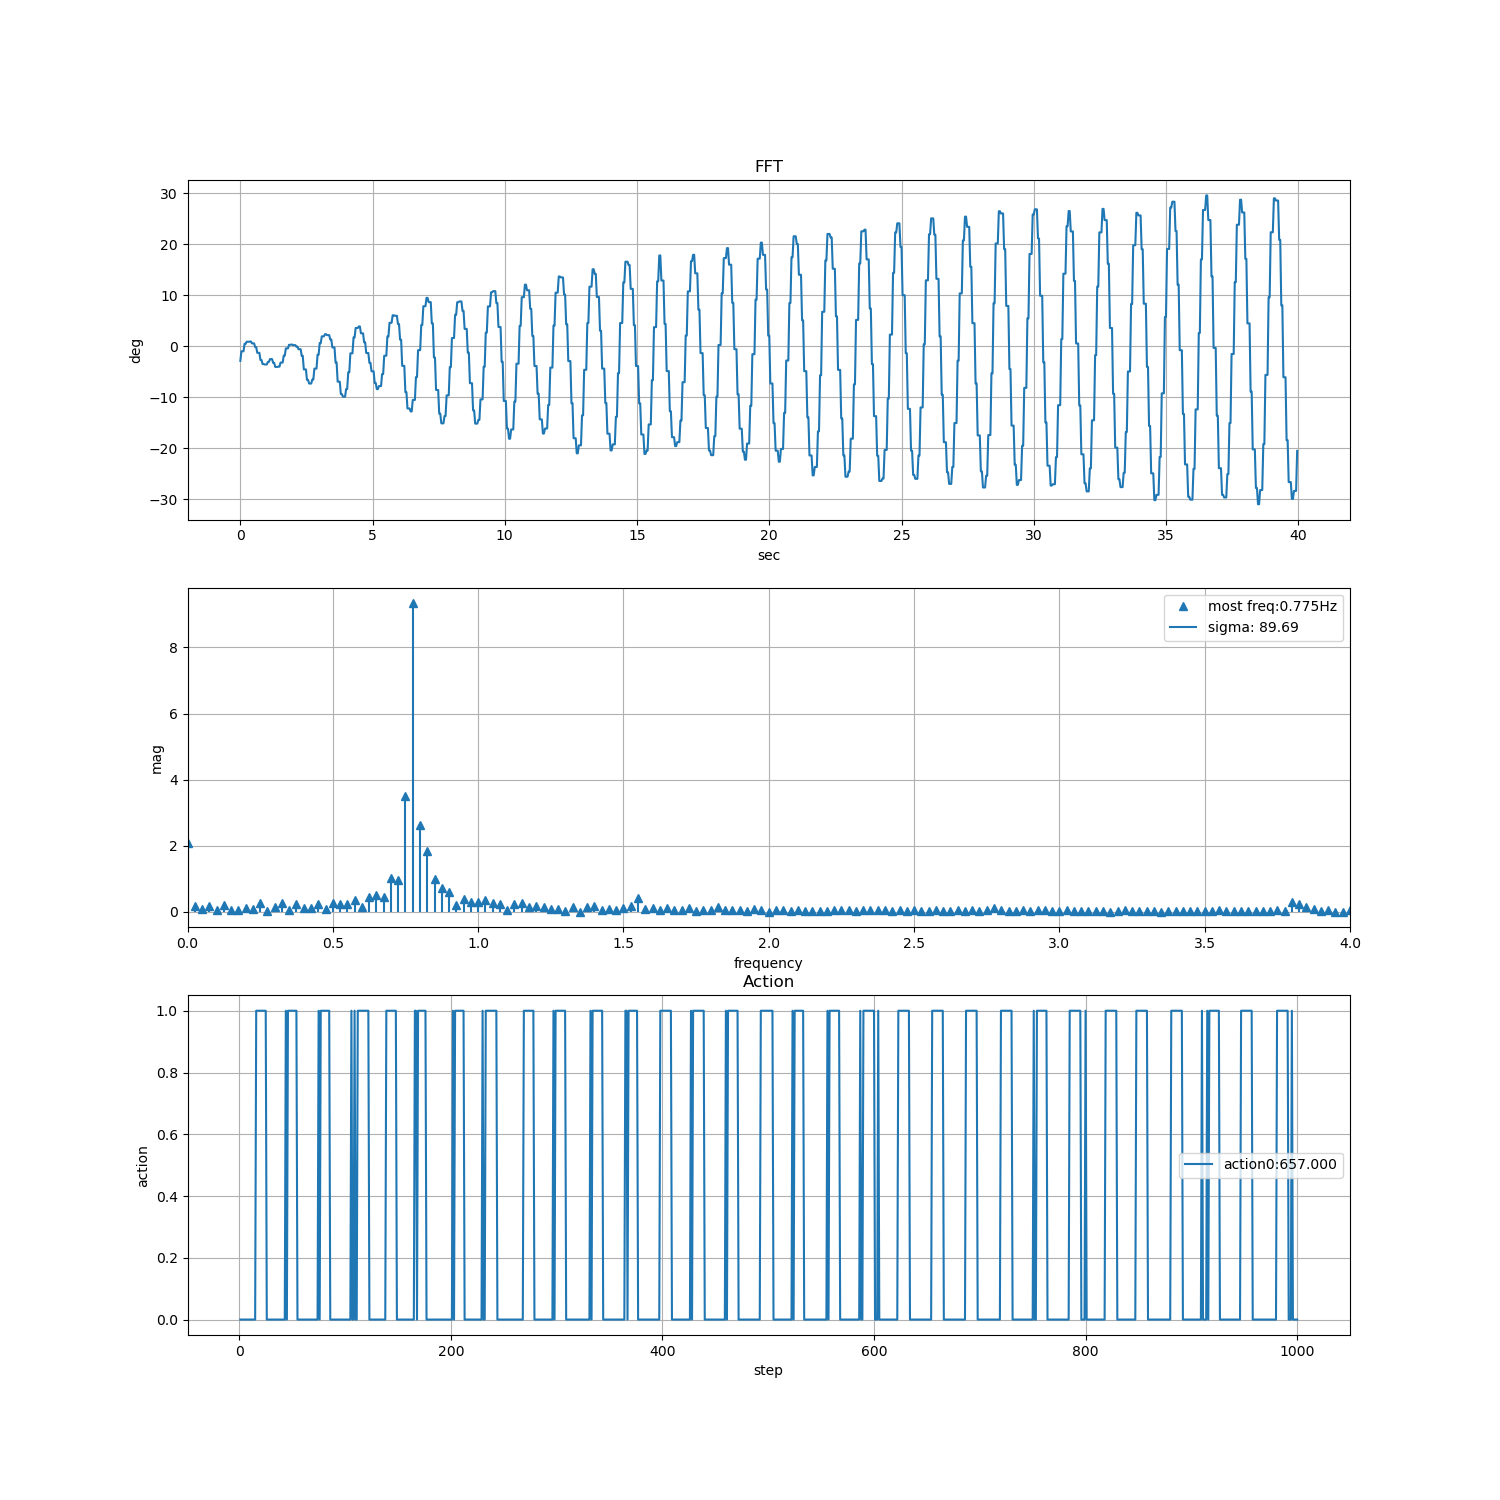 FFT
30
20
10
0
−10
−20
−30
deg
0 5 10 15 20 25 30 35 40
sec
most freq:0.775Hz
sigma: 89.69
8
6
4
2
0
mag
0.0 0.5 1.0 1.5 2.0 2.5 3.0 3.5 4.0
frequency
Action
1.0
0.8
0.6
0.4
0.2
0.0
action
action0:657.000
0 200 400 600 800 1000
step